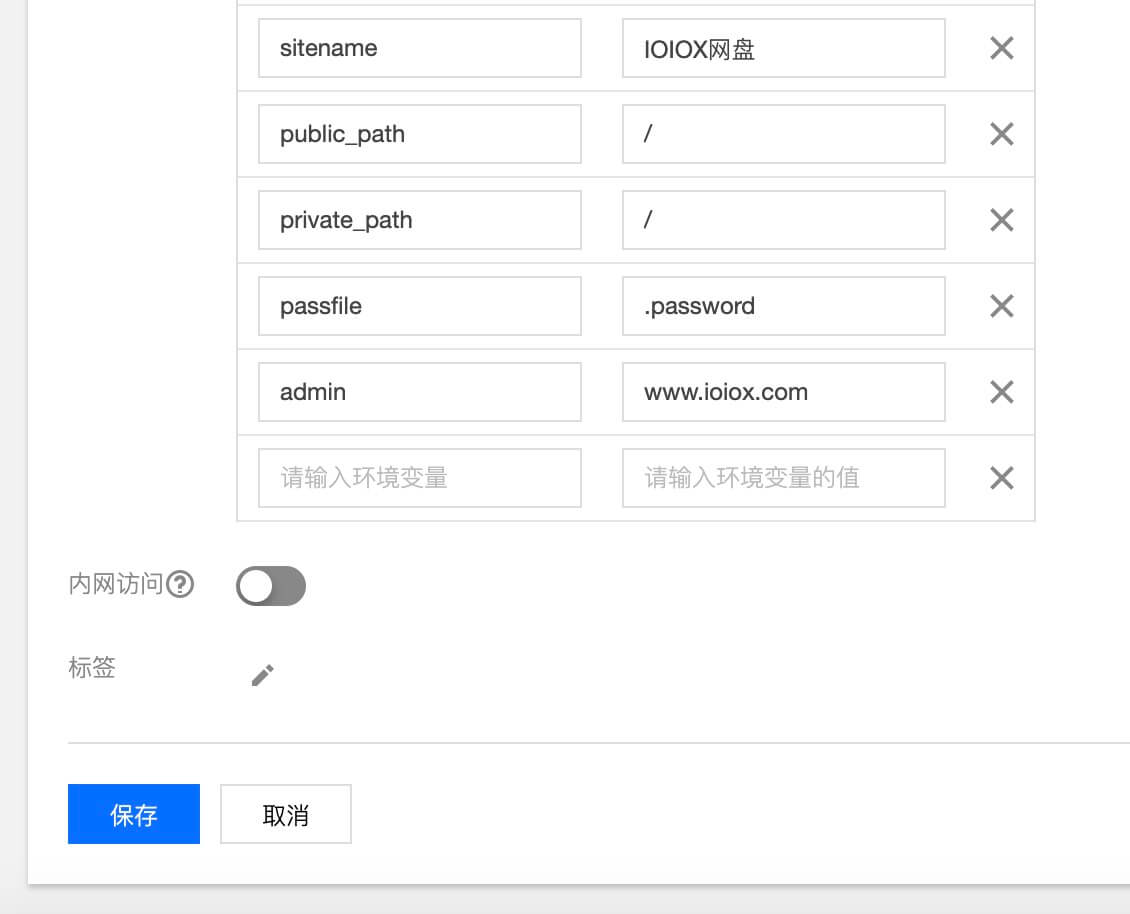 sitename IOIOX网盘
public_path /
private_path /
passfile .password
admin www.ioiox.com
请输入环境变量 请输入环境变量的值
内网访问?
标签
保存 取消